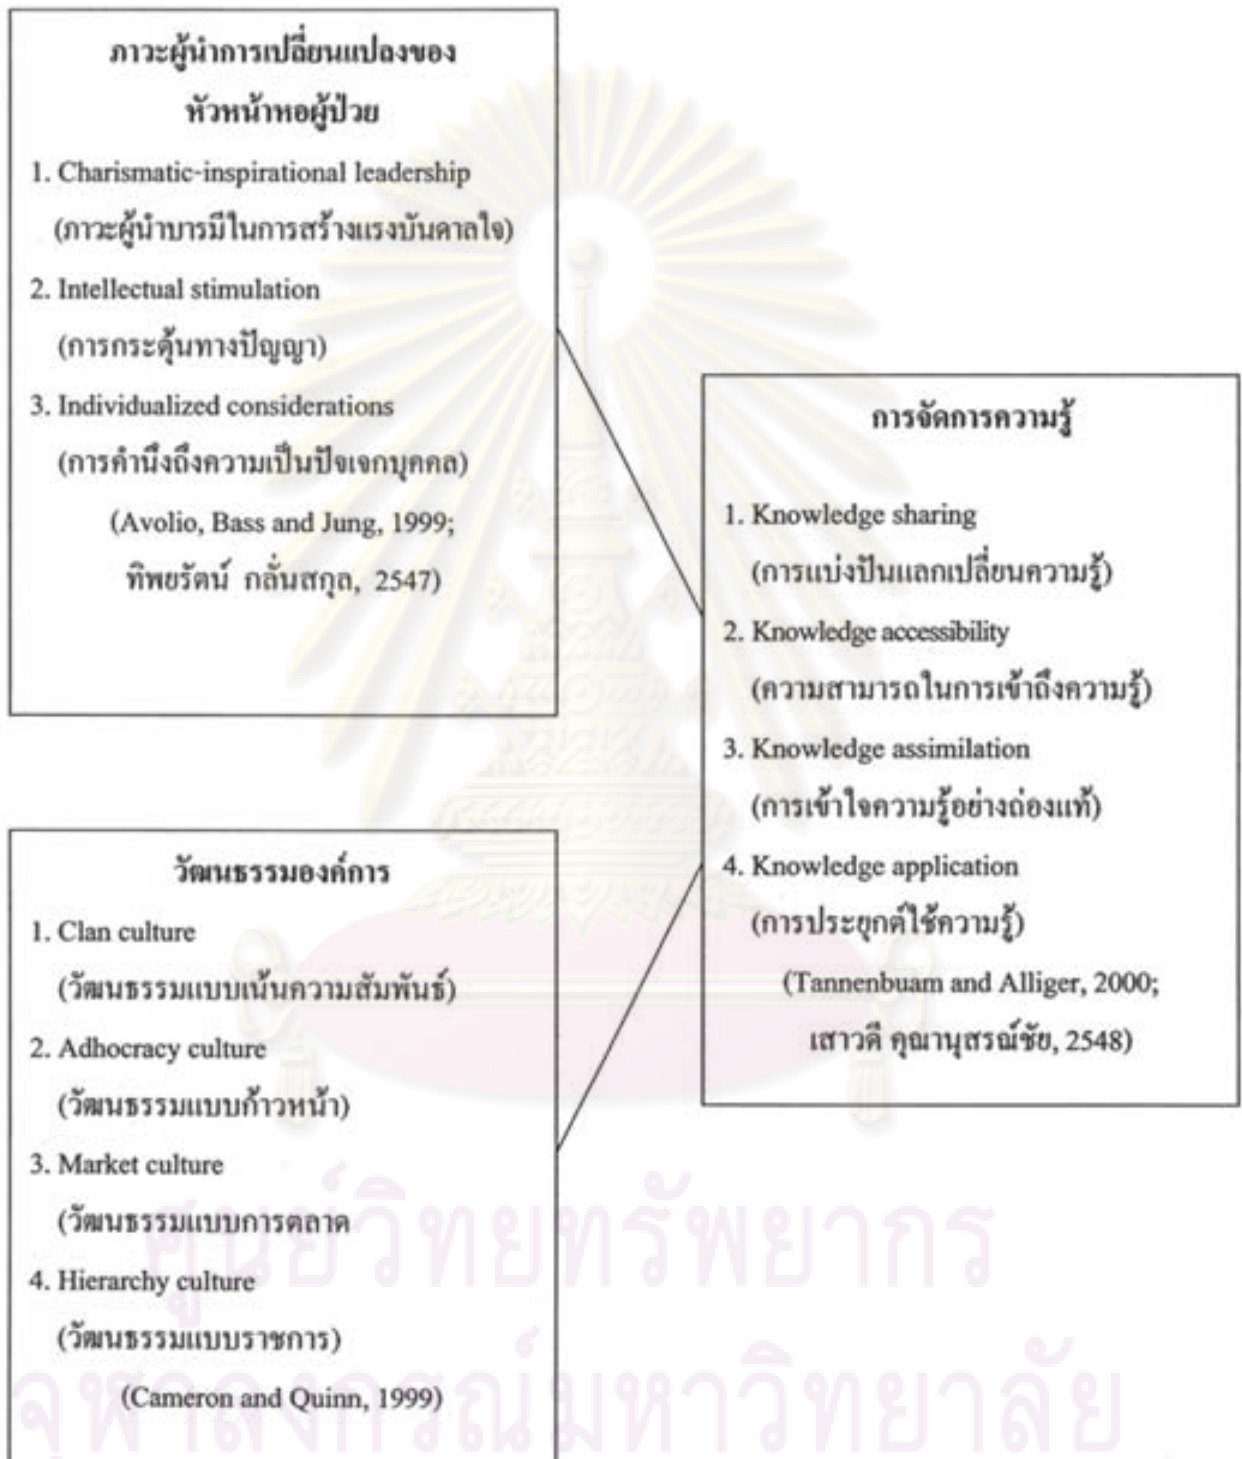 ภาวะผู้นำการเปลี่ยนแปลงของ
หัวหน้าหอผู้ป่วย
1. Charismatic-inspirational leadership
(ภาวะผู้นำบารมีในการสร้างแรงบันดาลใจ)
2. Intellectual stimulation
(การกระตุ้นทางปัญญา)
3. Individualized considerations
(การคำนึงถึงความเป็นปัจเจกบุคคล)
(Avolio, Bass and Jung, 1999;
ทิพยรัตน์ กลั่นสกุล, 2547)
การจัดการความรู้
1. Knowledge sharing
(การแบ่งปันแลกเปลี่ยนความรู้)
2. Knowledge accessibility
(ความสามารถในการเข้าถึงความรู้)
3. Knowledge assimilation
(การเข้าใจความรู้อย่างถ่องแท้)
4. Knowledge application
(การประยุกต์ใช้ความรู้)
(Tannenbuam and Alliger, 2000;
เสาวดี คุณานุสรณ์ชัย, 2548)
วัฒนธรรมองค์การ
1. Clan culture
(วัฒนธรรมแบบเน้นความสัมพันธ์)
2. Adhocracy culture
(วัฒนธรรมแบบก้าวหน้า)
3. Market culture
(วัฒนธรรมแบบการตลาด
4. Hierarchy culture
(วัฒนธรรมแบบราชการ)
(Cameron and Quinn, 1999)
ศูนย์วิทยทรัพยากร
จุฬาลงกรณ์มหาวิทยาลัย